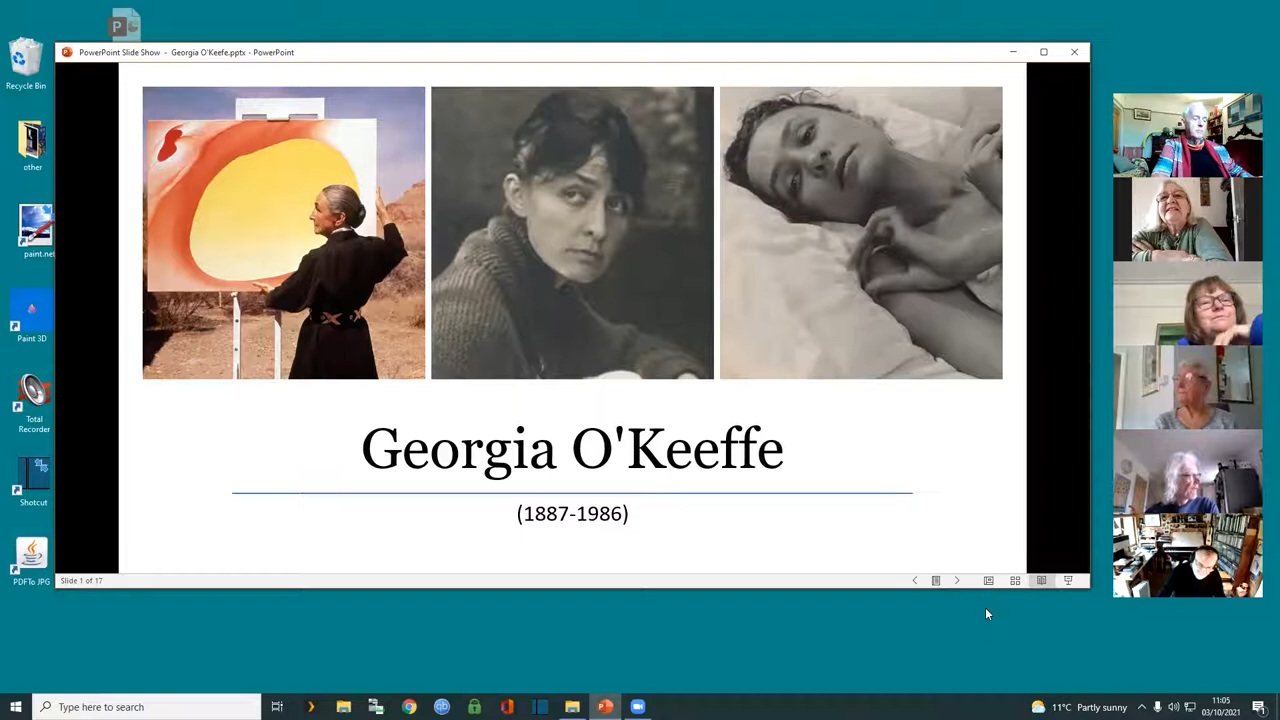 PowerPoint Slide Show - Georgia O'Kefe.pptx - PowerPoint
Recycle Bin
other
paint.net
Paint 3D
Total
Recorder
Shotcut
PDFTo JPG
Georgia O'Keeffe
(1887-1986)
Slide 1 of 17
Type here to search
11°C Partly sunny
11:05
03/10/2021